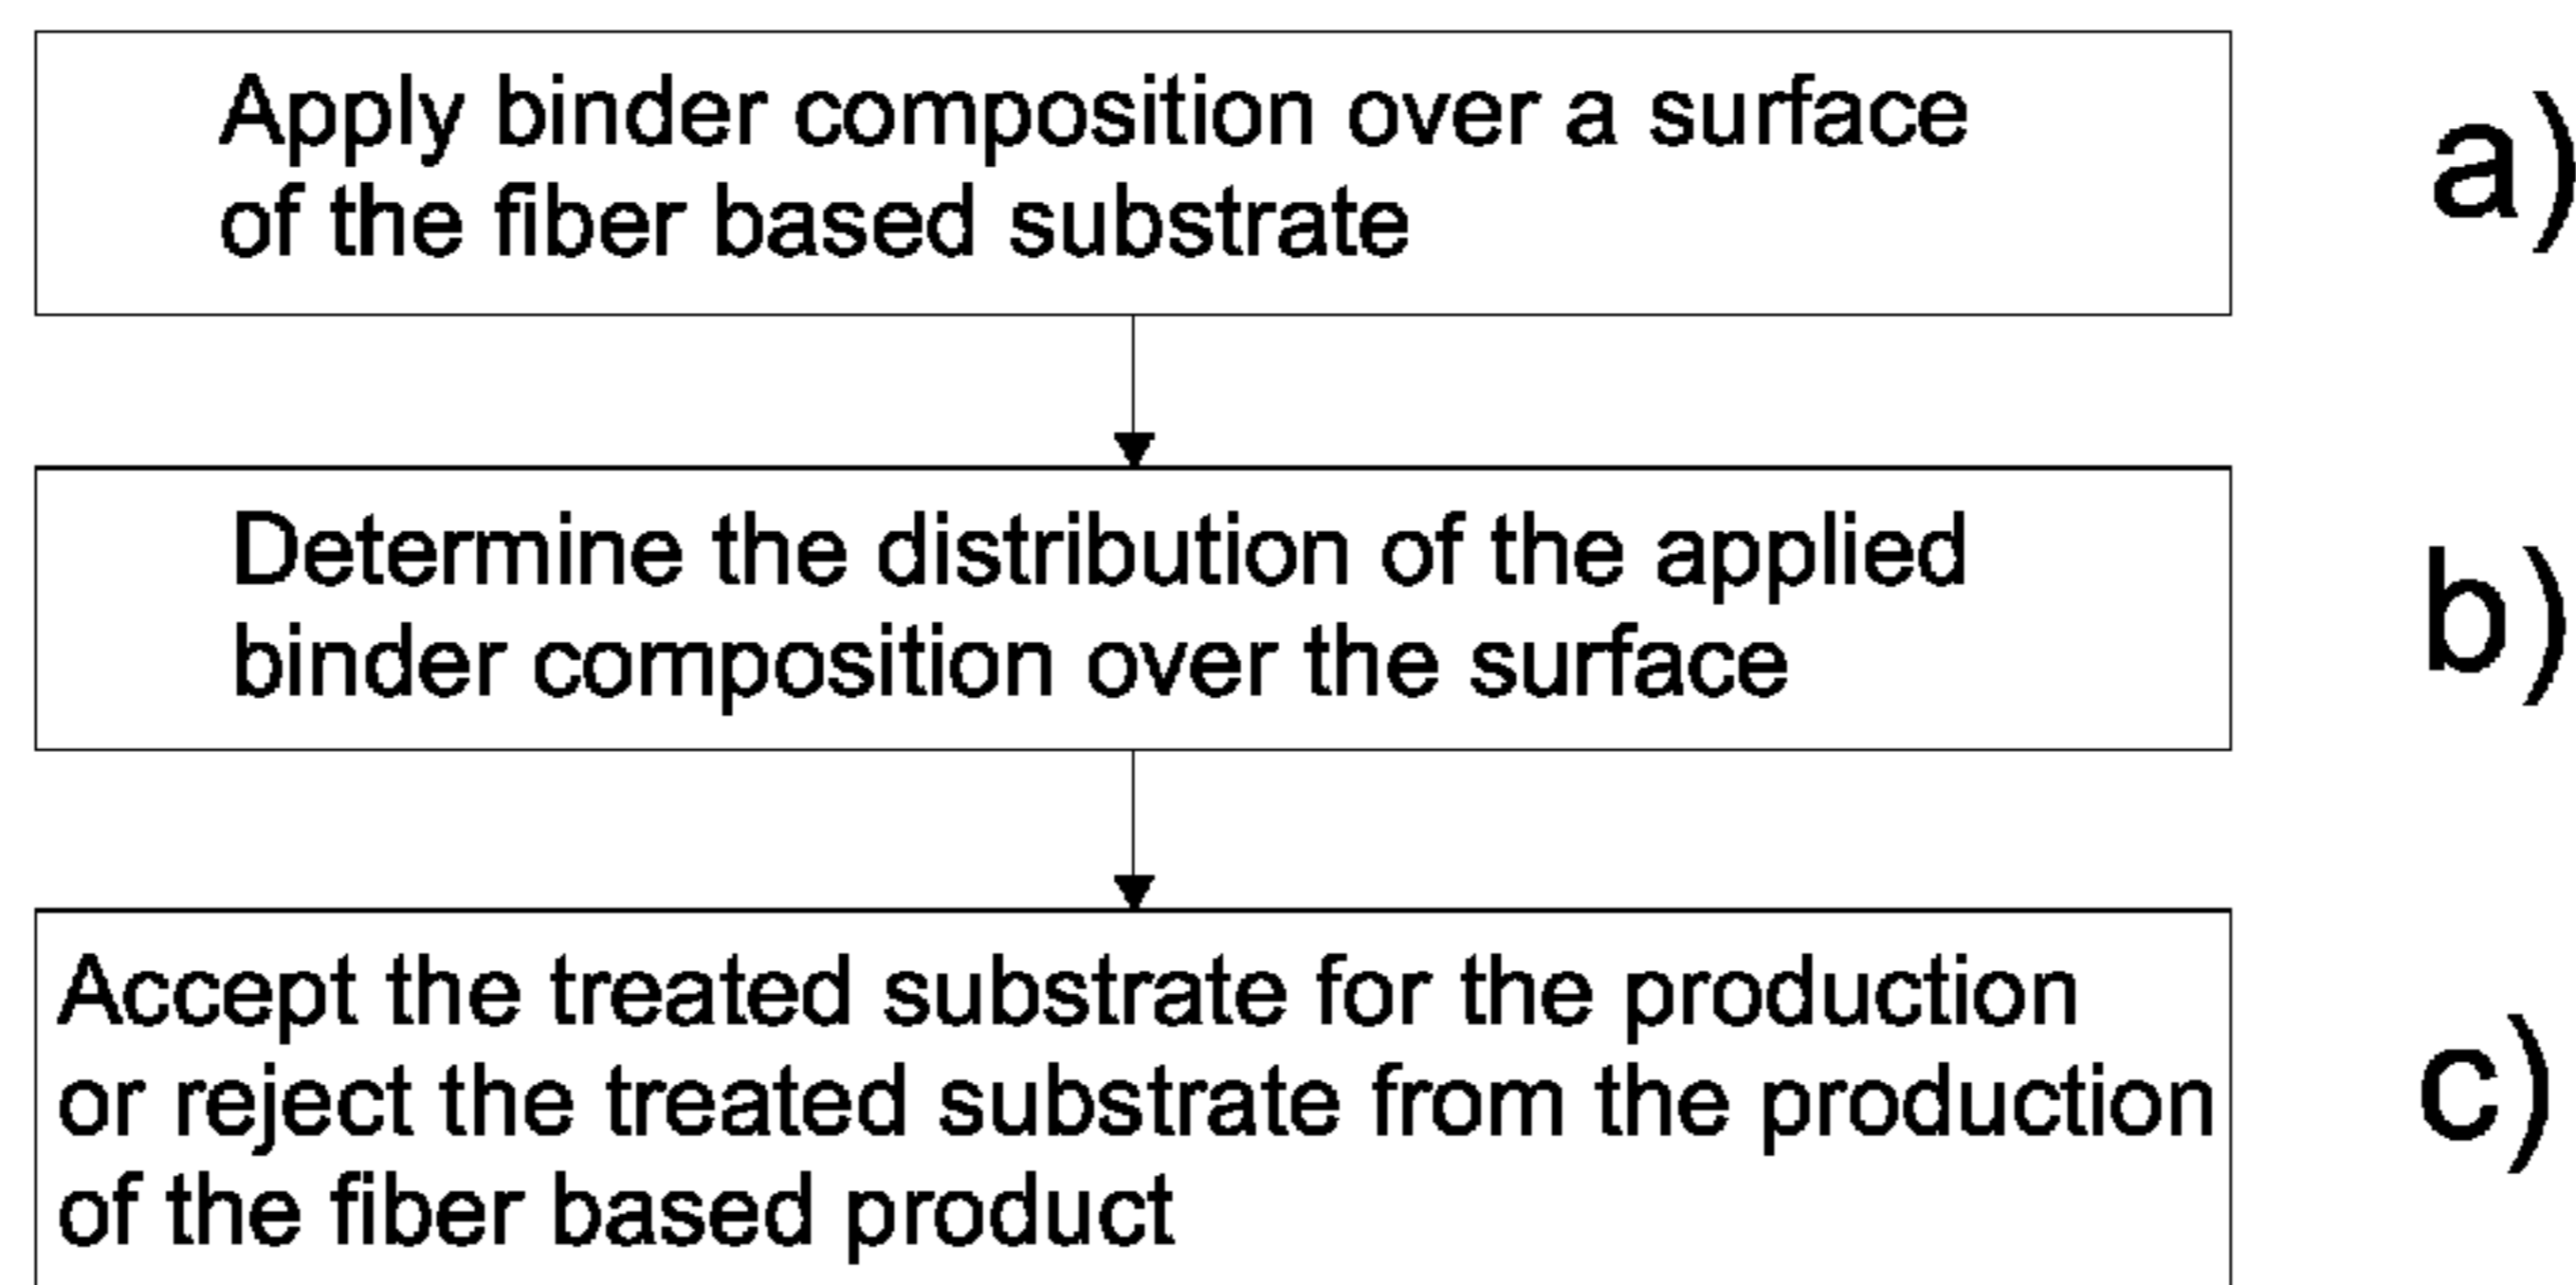 Apply binder composition over a surface
of the fiber based substrate
a)
Determine the distribution of the applied
binder composition over the surface
b)
Accept the treated substrate for the production
or reject the treated substrate from the production
of the fiber based product
c)